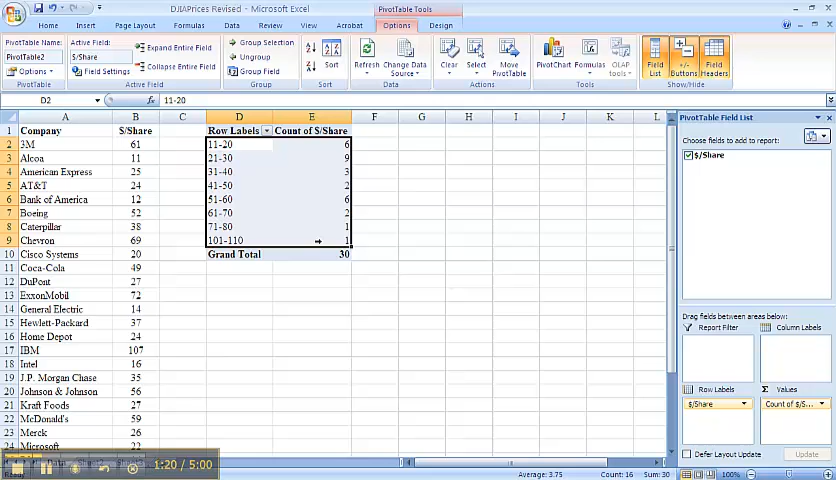 DJIAPrices Revised - Microsoft Excel
PivotTable Tools
Home Insert Page Layout Formulas Data Review View Acrobat Options Design
PivotTable Name:
PivotTable2
Options
PivotTable
Active Field:
$/Share
Field Settings
Expand Entire Field
Collapse Entire Field
Active Field
Group Selection
Ungroup
Group Field
Group
Sort
Sort
Refresh
Change Data Source
Data
Clear
Select
Move PivotTable
Actions
PivotChart
Formulas
OLAP tools
Tools
Field List
+/- Buttons
Field Headers
Show/Hide
D2 fx 11-20
A B C D E F G H I J K L
1 Company $/Share Row Labels Count of $/Share
2 3M 61 11-20 6
3 Alcoa 11 21-30 9
4 American Express 25 31-40 3
5 AT&T 24 41-50 2
6 Bank of America 12 51-60 6
7 Boeing 52 61-70 2
8 Caterpillar 38 71-80 1
9 Chevron 69 101-110 1
10 Cisco Systems 20 Grand Total 30
11 Coca-Cola 49
12 DuPont 27
13 ExxonMobil 72
14 General Electric 14
15 Hewlett-Packard 37
16 Home Depot 24
17 IBM 107
18 Intel 16
19 J.P. Morgan Chase 35
20 Johnson & Johnson 56
21 Kraft Foods 27
22 McDonald's 59
23 Merck 26
24 Microsoft 22
PivotTable Field List
Choose fields to add to report:
$/Share
Drag fields between areas below:
Report Filter
Column Labels
Row Labels
Σ Values
$/Share
Count of $/S...
Defer Layout Update
Update
Data Sheet2
1:20 / 5:00
Average: 3.75 Count: 16 Sum: 30 100%